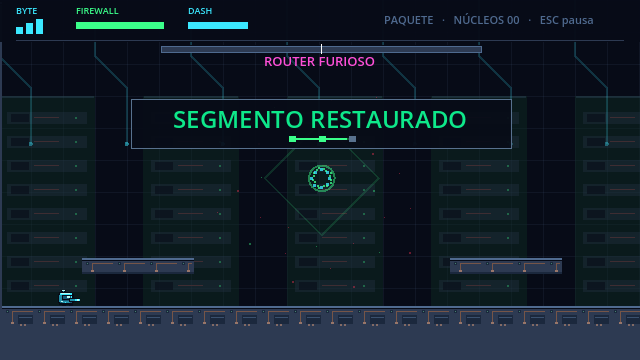 BYTE
FIREWALL
DASH
PAQUETE · NÚCLEOS 00 · ESC pausa
ROUTER FURIOSO
SEGMENTO RESTAURADO